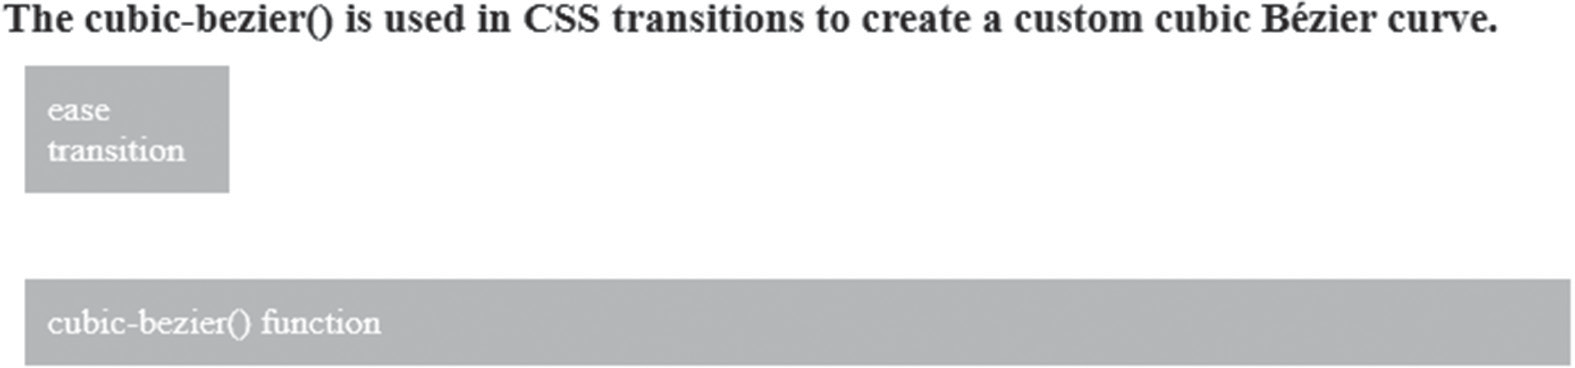 The cubic-bezier() is used in CSS transitions to create a custom cubic Bézier curve.
ease
transition
cubic-bezier() function